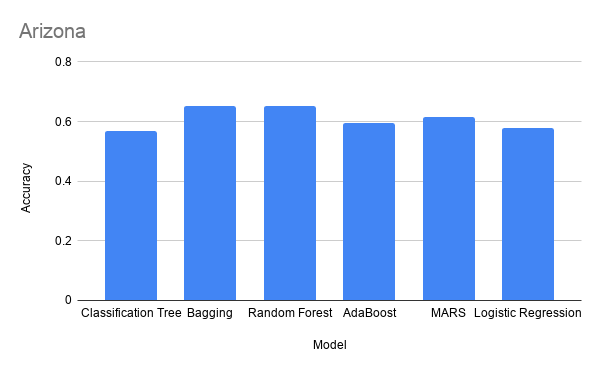 Arizona
0.8
0.6
0.4
0.2
0
Accuracy
Classification Tree Bagging Random Forest AdaBoost MARS Logistic Regression
Model